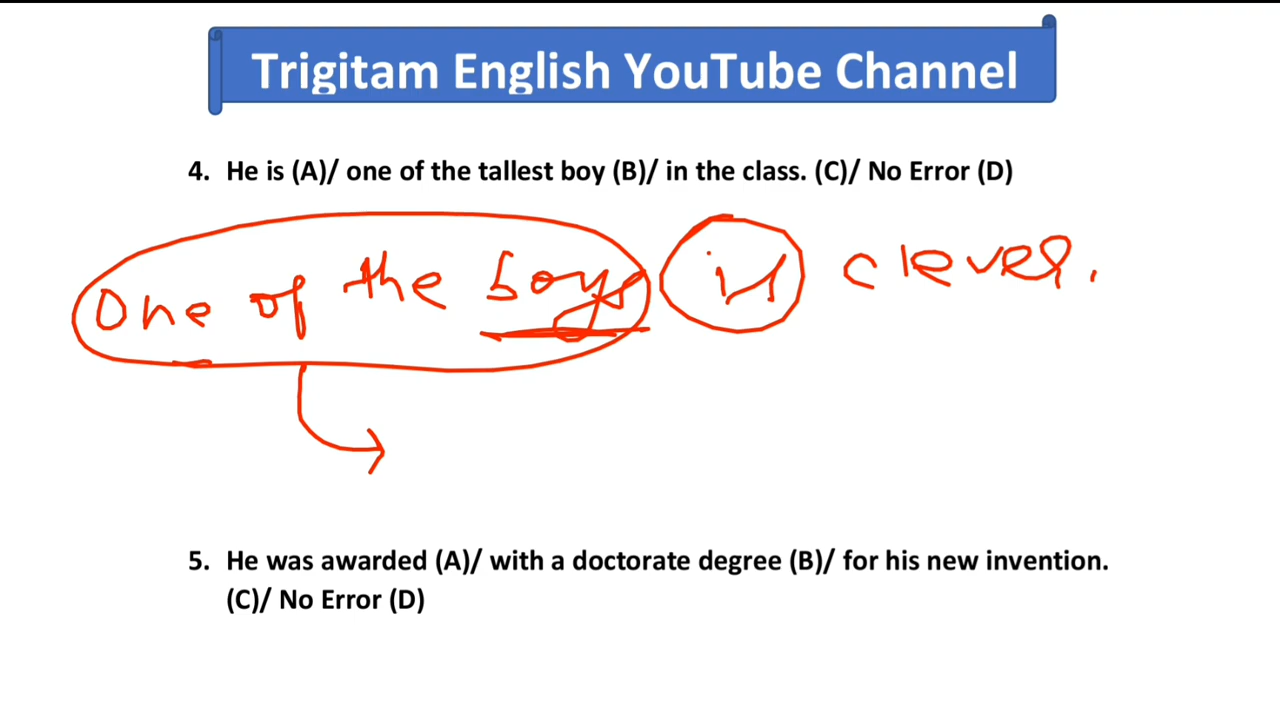 Trigitam English YouTube Channel
4. He is (A)/ one of the tallest boy (B)/ in the class. (C)/ No Error (D)
One of the boys is clever.
5. He was awarded (A)/ with a doctorate degree (B)/ for his new invention.
(C)/ No Error (D)